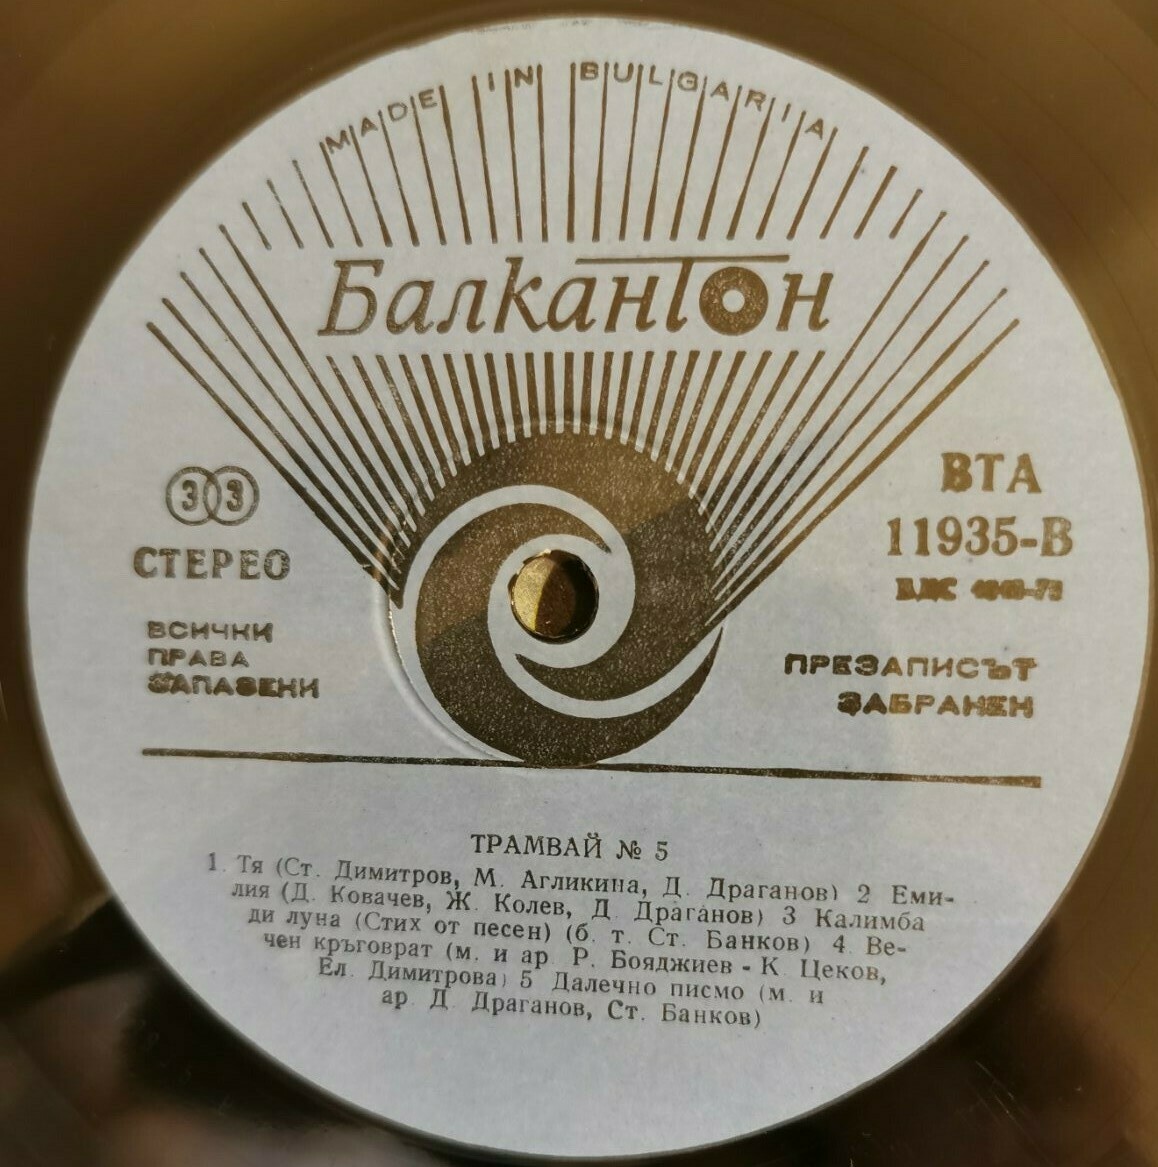 MADE IN BULGARIA
Балкантон
33
СТЕРЕО
ВСИЧКИ
ПРАВА
ЗАПАЗЕНИ
ВТА
11935-В
ПРЕЗАПИСЪТ
ЗАБРАНЕН
ТРАМВАЙ № 5
1. Тя (Ст. Димитров, М. Агликина, Д. Драганов) 2 Еми-
лия (Д. Ковачев, Ж. Колев, Д. Драганов) 3 Калимба
ди луна (Стих от песен) (б. т. Ст. Банков) 4. Ве-
чен кръговрат (м. и ар. Р. Бояджиев - К. Цеков,
Ел. Димитрова) 5 Далечно писмо (м. и
ар. Д. Драганов, Ст. Банков)